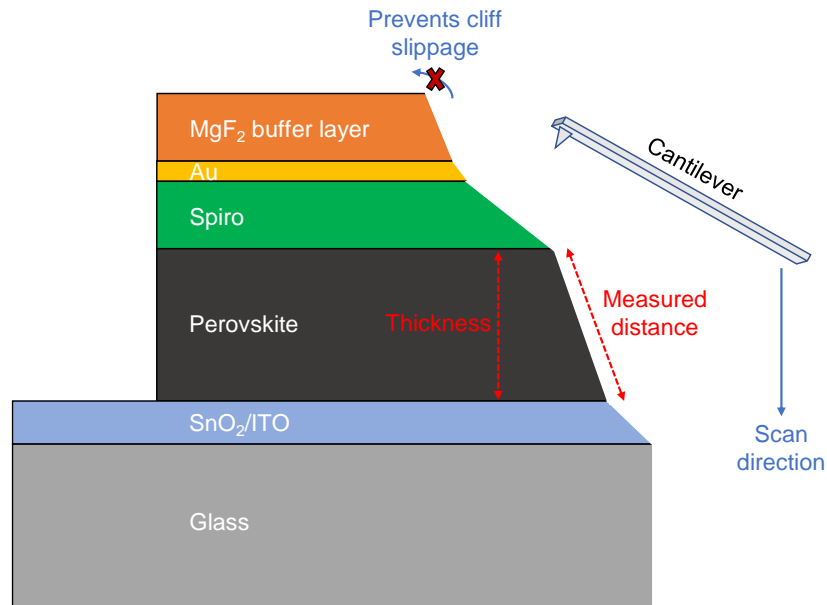 Prevents cliff
slippage
MgF₂ buffer layer
Au
Cantilever
Spiro
Perovskite
Thickness
Measured
distance
SnO₂/ITO
Scan
direction
Glass